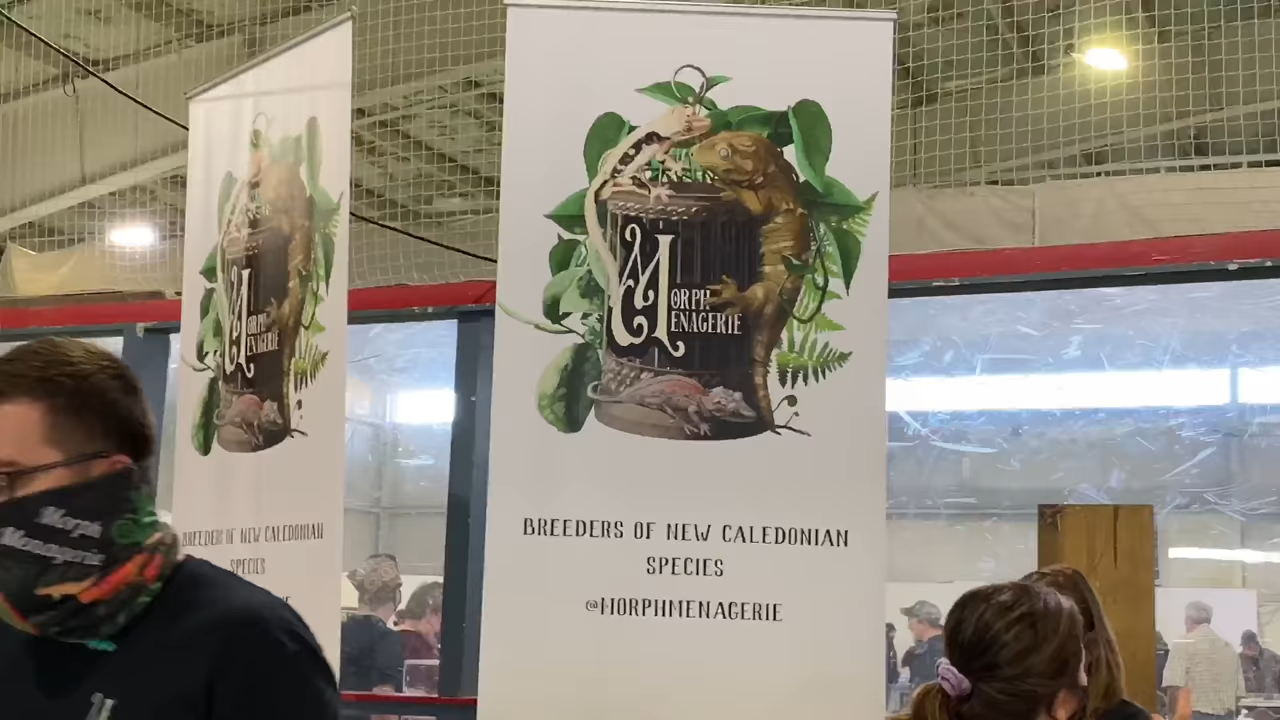 MORPH
MENAGERIE
BREEDERS OF NEW CALEDONIAN
SPECIES
MORPH
MENAGERIE
BREEDERS OF NEW CALEDONIAN
SPECIES
@MORPHMENAGERIE
Morph
Menagerie